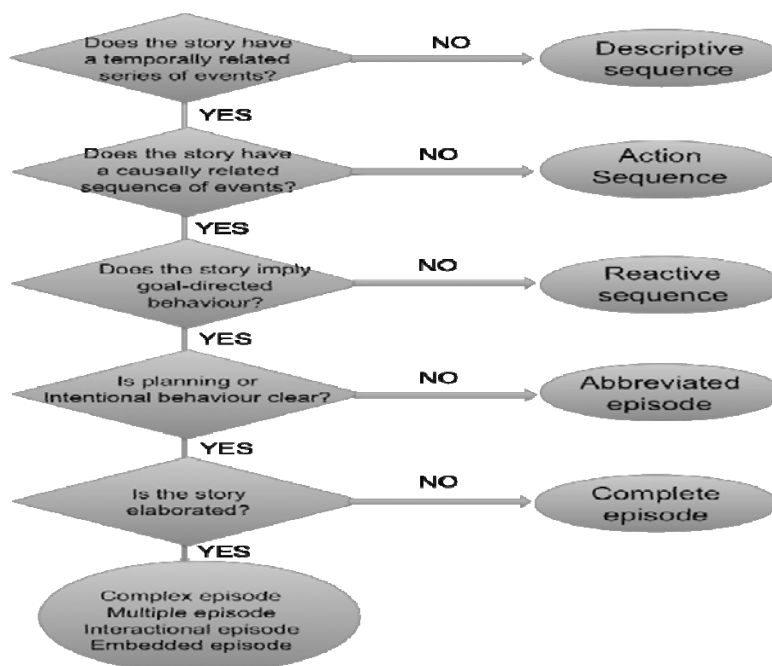 Does the story have
a temporally related
series of events?
NO
Descriptive
sequence
YES
Does the story have
a causally related
sequence of events?
NO
Action
Sequence
YES
Does the story imply
goal-directed
behaviour?
NO
Reactive
sequence
YES
Is planning or
Intentional behaviour clear?
NO
Abbreviated
episode
YES
Is the story
elaborated?
NO
Complete
episode
YES
Complex episode
Multiple episode
Interactional episode
Embedded episode